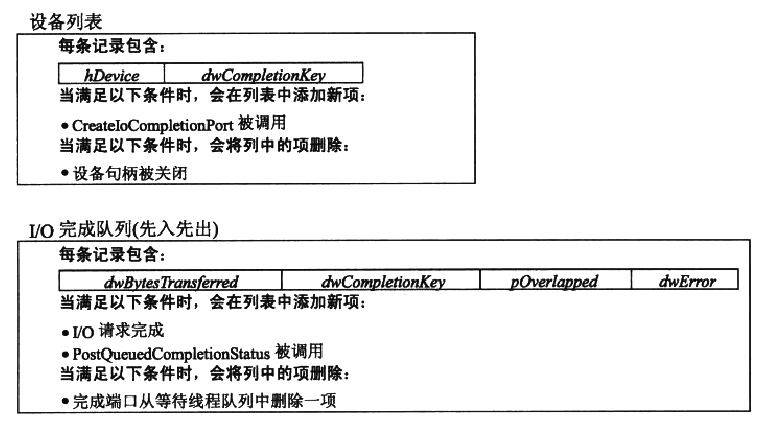 设备列表
每条记录包含：
hDevice dwCompletionKey
当满足以下条件时，会在列表中添加新项：
• CreateIoCompletionPort 被调用
当满足以下条件时，会将列中的项删除：
• 设备句柄被关闭
I/O 完成队列(先入先出)
每条记录包含：
dwBytesTransferred dwCompletionKey pOverlapped dwError
当满足以下条件时，会在列表中添加新项：
• I/O 请求完成
• PostQueuedCompletionStatus 被调用
当满足以下条件时，会将列中的项删除：
• 完成端口从等待线程队列中删除一项